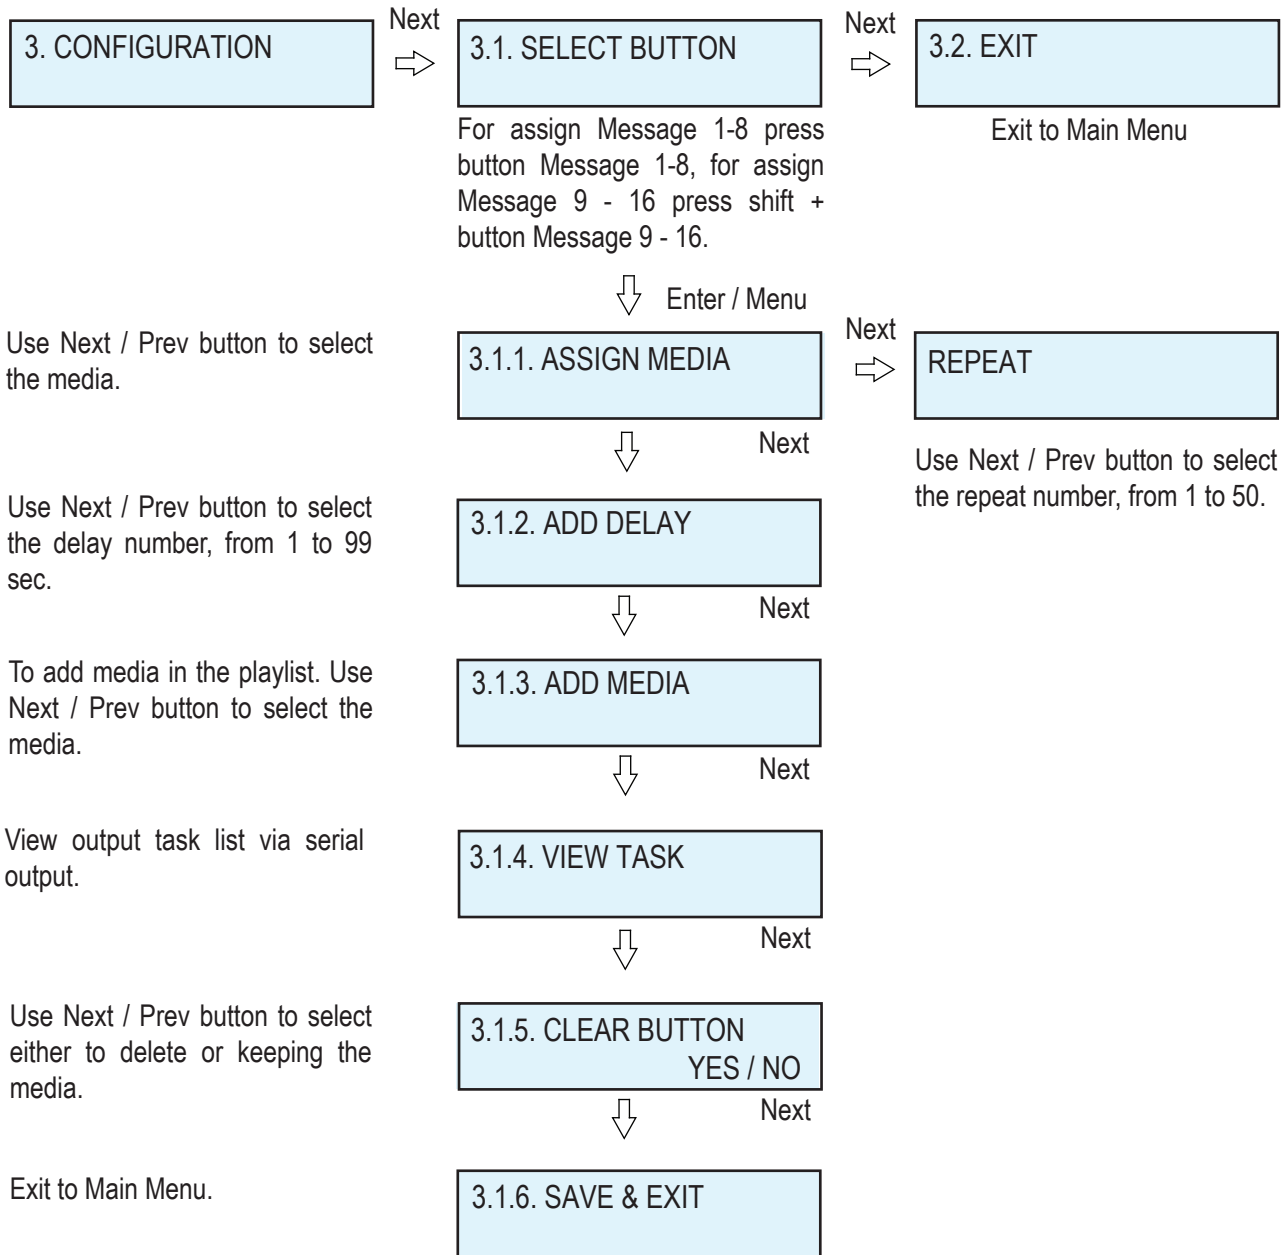 3. CONFIGURATION
Next
3.1. SELECT BUTTON
Next
3.2. EXIT
For assign Message 1-8 press
button Message 1-8, for assign
Message 9 - 16 press shift +
button Message 9 - 16.
Exit to Main Menu
Enter / Menu
Use Next / Prev button to select
the media.
3.1.1. ASSIGN MEDIA
Next
REPEAT
Use Next / Prev button to select
the repeat number, from 1 to 50.
Next
Use Next / Prev button to select
the delay number, from 1 to 99
sec.
3.1.2. ADD DELAY
Next
To add media in the playlist. Use
Next / Prev button to select the
media.
3.1.3. ADD MEDIA
Next
View output task list via serial
output.
3.1.4. VIEW TASK
Next
Use Next / Prev button to select
either to delete or keeping the
media.
3.1.5. CLEAR BUTTON
YES / NO
Next
Exit to Main Menu.
3.1.6. SAVE & EXIT